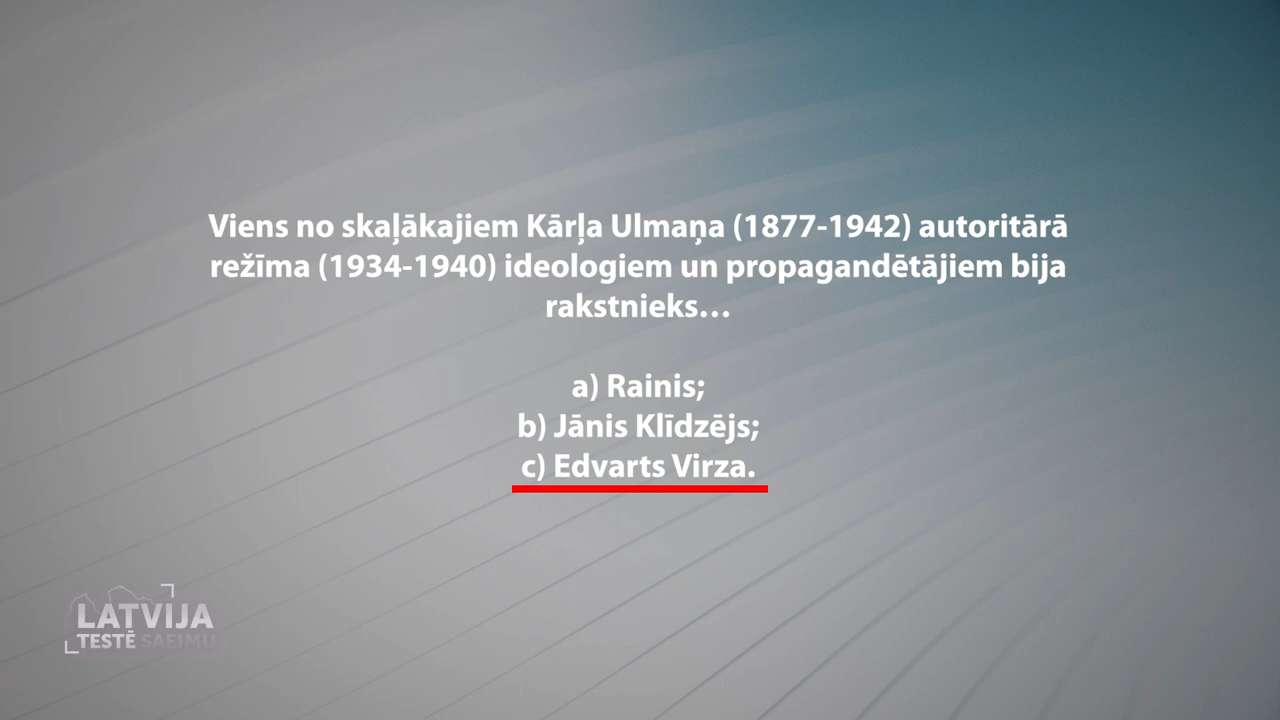 Viens no skaļākajiem Kārļa Ulmaņa (1877-1942) autoritārā
režīma (1934-1940) ideologiem un propagandētājiem bija
rakstnieks…
a) Rainis;
b) Jānis Klīdzējs;
c) Edvarts Virza.
LATVIJA
TESTĒ SAEIMU